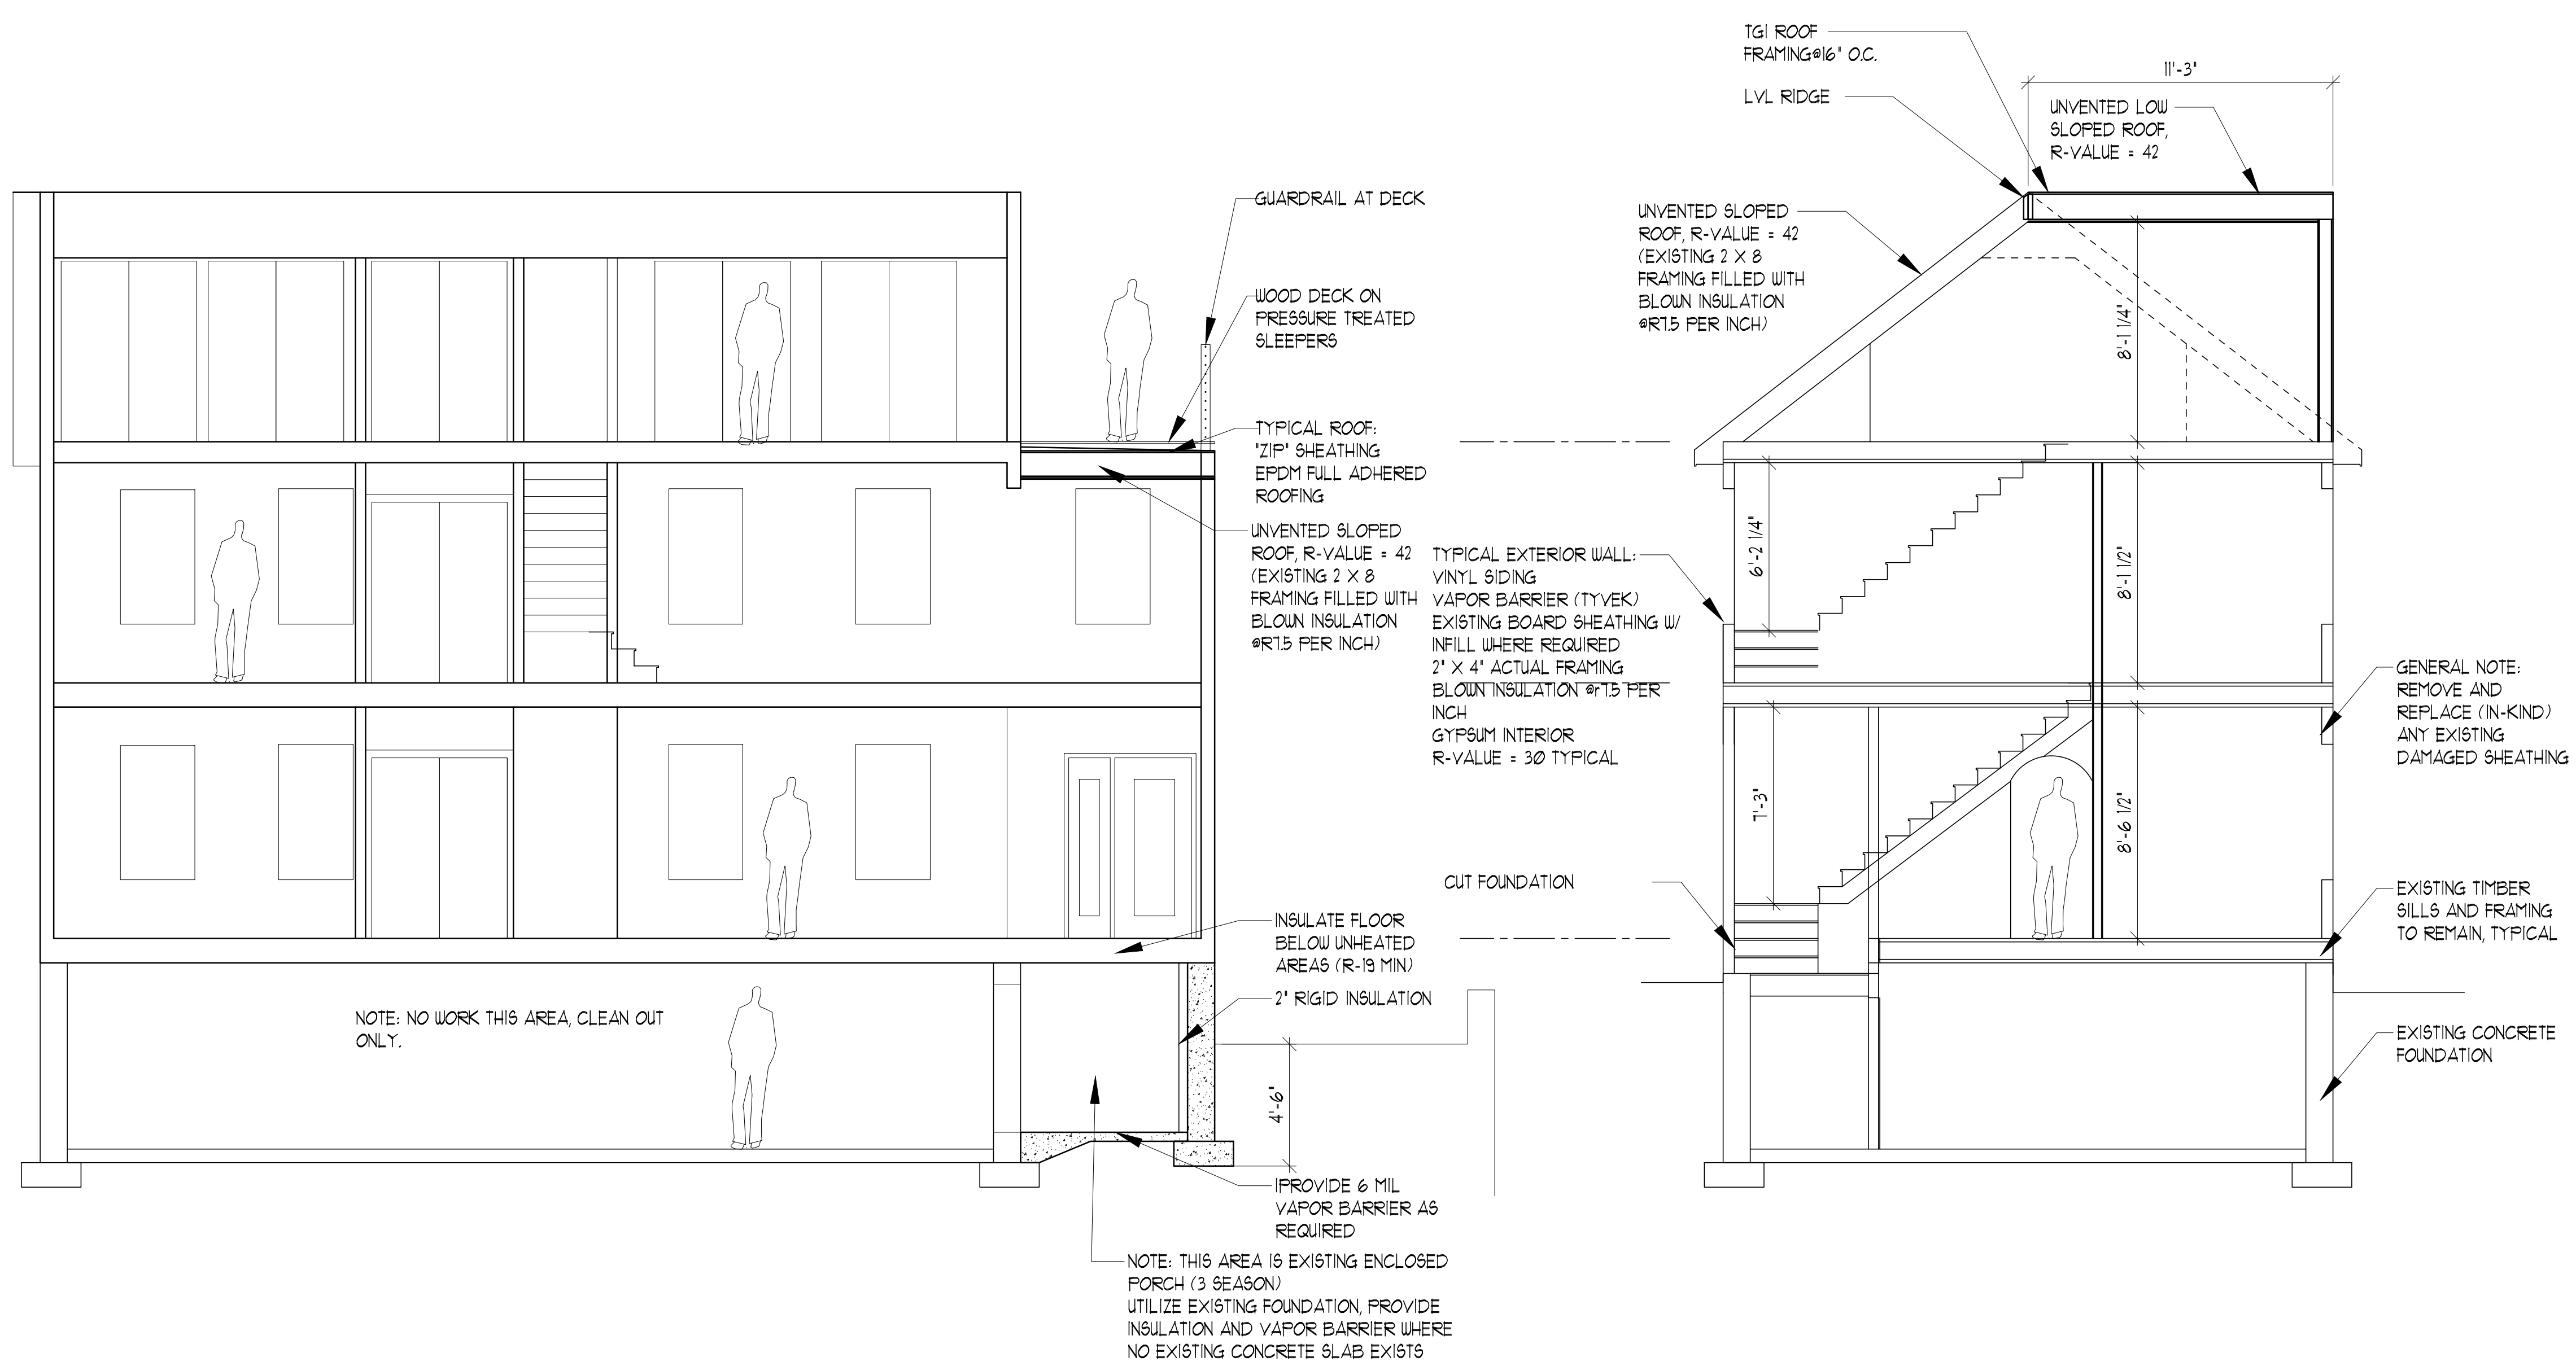 TGI ROOF
FRAMING@16" O.C.
11'-3"
LVL RIDGE
UNVENTED LOW
SLOPED ROOF,
R-VALUE = 42
GUARDRAIL AT DECK
UNVENTED SLOPED
ROOF, R-VALUE = 42
(EXISTING 2 X 8
FRAMING FILLED WITH
BLOWN INSULATION
@R7.5 PER INCH)
WOOD DECK ON
PRESSURE TREATED
SLEEPERS
8'-1 1/4"
TYPICAL ROOF:
"ZIP" SHEATHING
EPDM FULL ADHERED
ROOFING
UNVENTED SLOPED
ROOF, R-VALUE = 42
(EXISTING 2 X 8
FRAMING FILLED WITH
BLOWN INSULATION
@R7.5 PER INCH)
TYPICAL EXTERIOR WALL:
VINYL SIDING
VAPOR BARRIER (TYVEK)
EXISTING BOARD SHEATHING W/
INFILL WHERE REQUIRED
2" X 4" ACTUAL FRAMING
BLOWN INSULATION @r7.5 PER
INCH
GYPSUM INTERIOR
R-VALUE = 30 TYPICAL
6'-2 1/4"
8'-1 1/2"
GENERAL NOTE:
REMOVE AND
REPLACE (IN-KIND)
ANY EXISTING
DAMAGED SHEATHING
7'-3"
8'-6 1/2"
CUT FOUNDATION
EXISTING TIMBER
SILLS AND FRAMING
TO REMAIN, TYPICAL
INSULATE FLOOR
BELOW UNHEATED
AREAS (R-19 MIN)
2" RIGID INSULATION
NOTE: NO WORK THIS AREA, CLEAN OUT
ONLY.
EXISTING CONCRETE
FOUNDATION
4'-6"
IPROVIDE 6 MIL
VAPOR BARRIER AS
REQUIRED
NOTE: THIS AREA IS EXISTING ENCLOSED
PORCH (3 SEASON)
UTILIZE EXISTING FOUNDATION, PROVIDE
INSULATION AND VAPOR BARRIER WHERE
NO EXISTING CONCRETE SLAB EXISTS